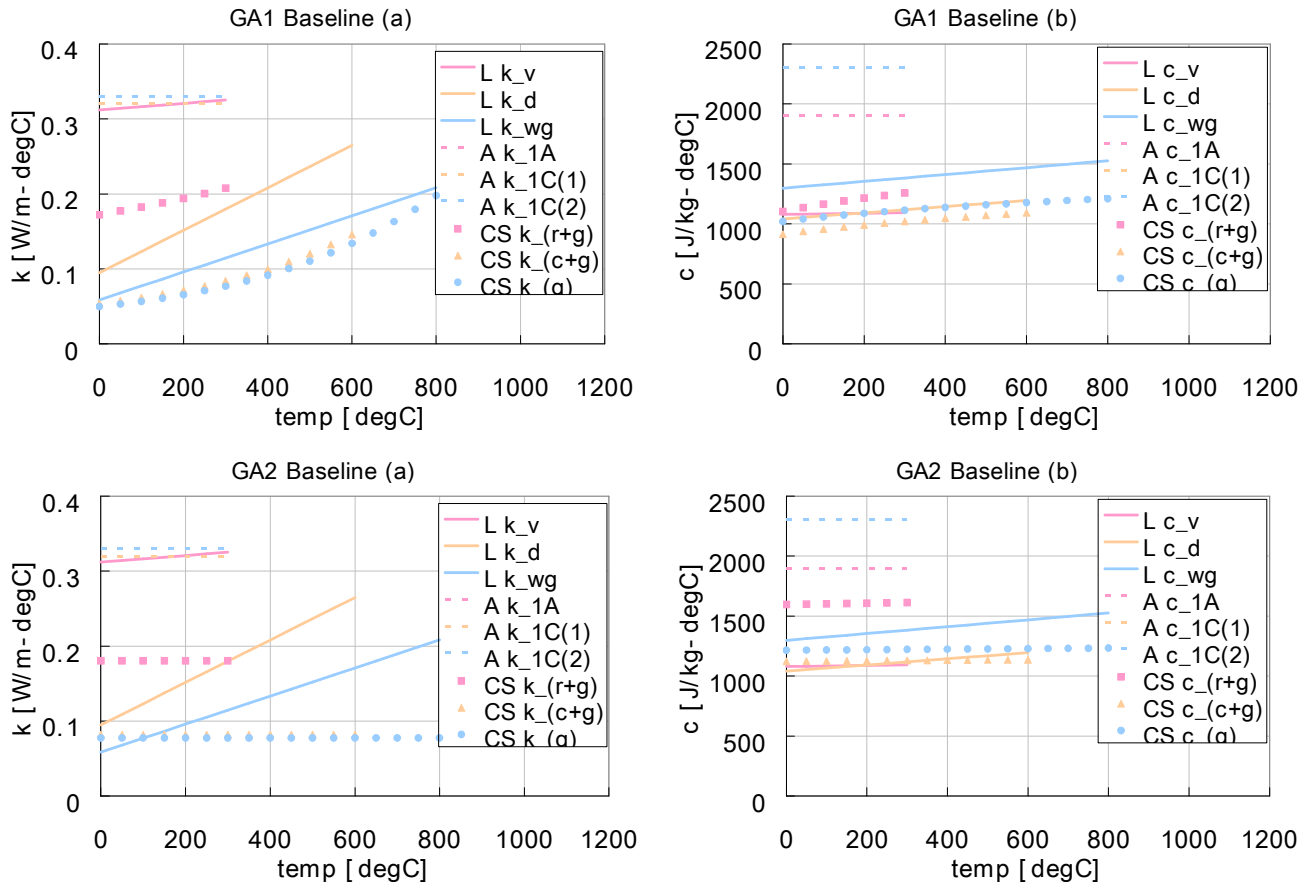 GA1 Baseline (a)
k [ W/m- degC]
0.4
0.3
0.2
0.1
0
0 200 400 600 800 1000 1200
temp [ degC]
L k_v
L k_d
L k_wg
A k_1A
A k_1C(1)
A k_1C(2)
CS k_(r+g)
CS k_(c+g)
CS k_(g)
GA1 Baseline (b)
c [ J/kg- degC]
2500
2000
1500
1000
500
0
0 200 400 600 800 1000 1200
temp [ degC]
L c_v
L c_d
L c_wg
A c_1A
A c_1C(1)
A c_1C(2)
CS c_(r+g)
CS c_(c+g)
CS c_(g)
GA2 Baseline (a)
k [ W/m- degC]
0.4
0.3
0.2
0.1
0
0 200 400 600 800 1000 1200
temp [ degC]
L k_v
L k_d
L k_wg
A k_1A
A k_1C(1)
A k_1C(2)
CS k_(r+g)
CS k_(c+g)
CS k_(g)
GA2 Baseline (b)
c [ J/kg- degC]
2500
2000
1500
1000
500
0
0 200 400 600 800 1000 1200
temp [ degC]
L c_v
L c_d
L c_wg
A c_1A
A c_1C(1)
A c_1C(2)
CS c_(r+g)
CS c_(c+g)
CS c_(g)